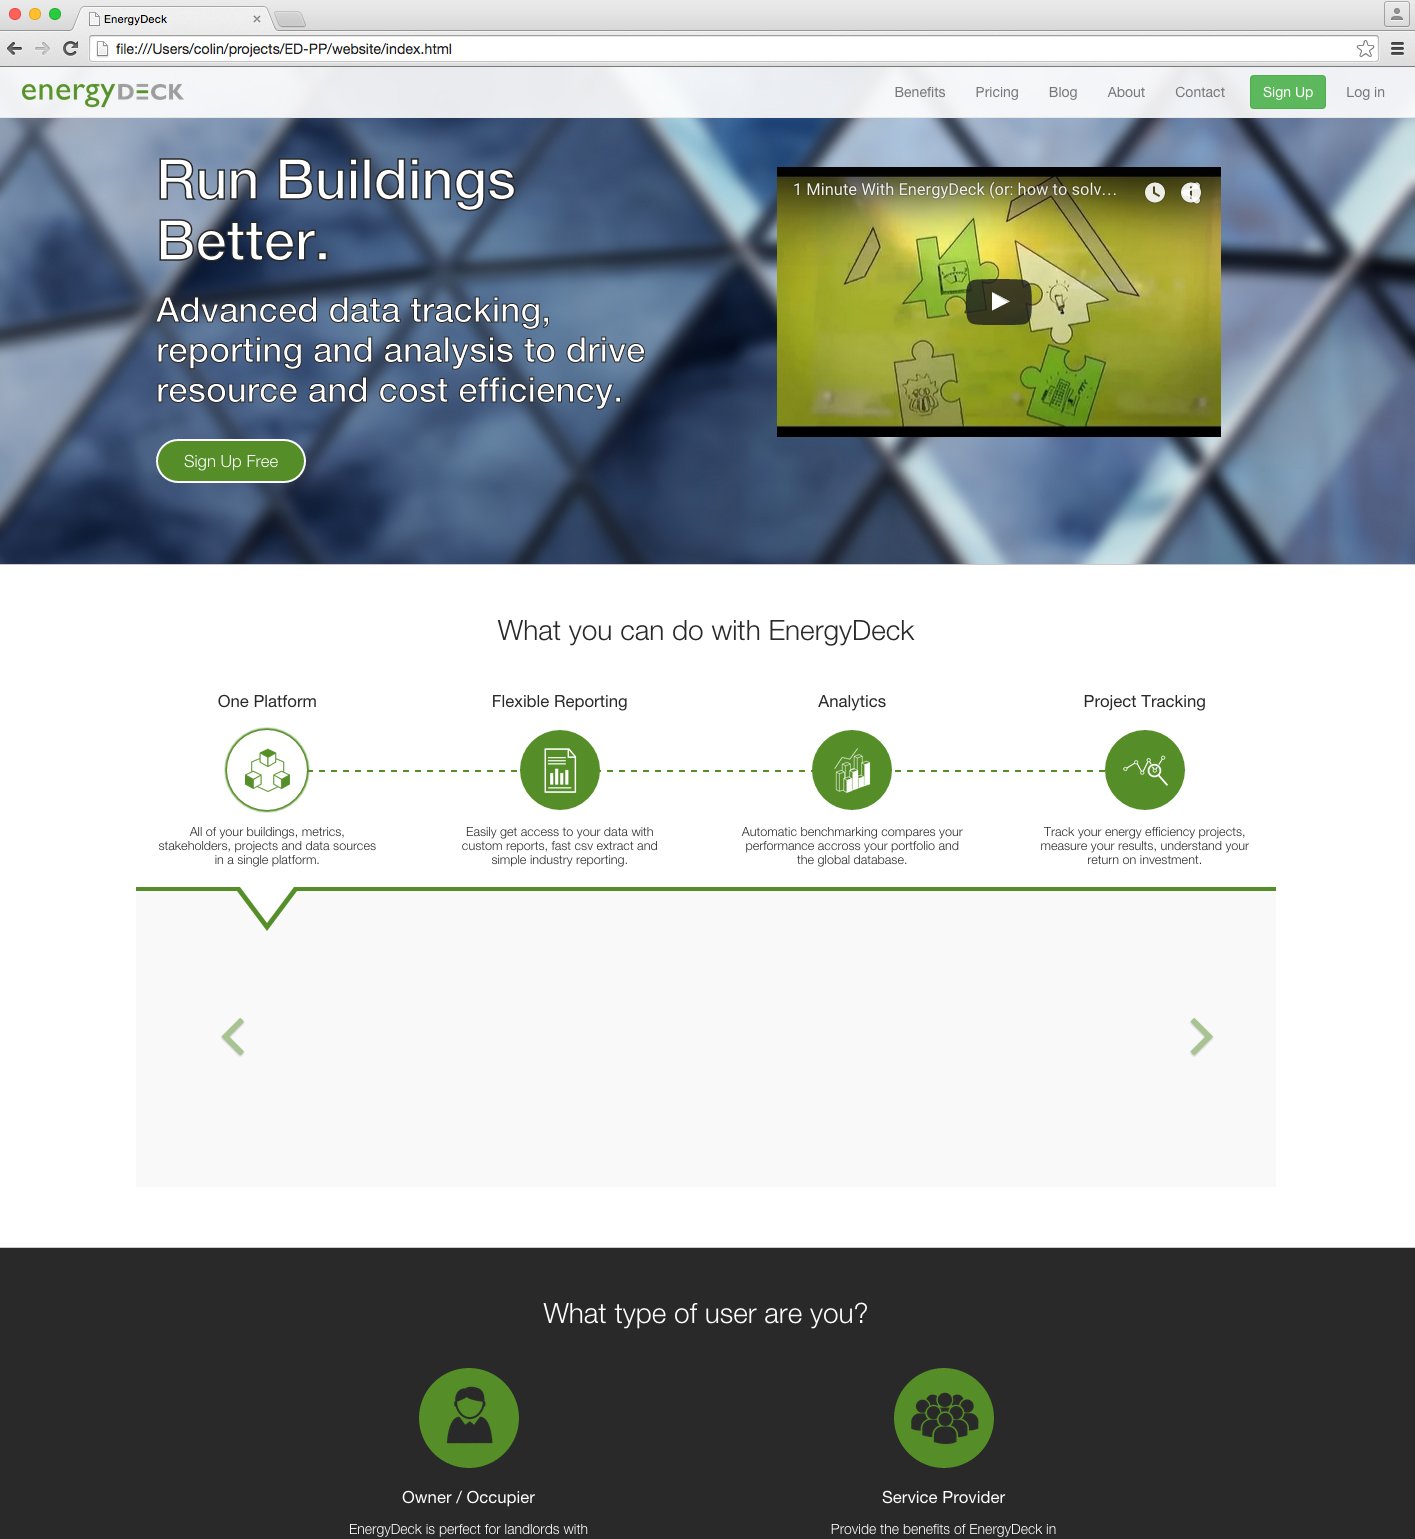 EnergyDeck
file:///Users/colin/projects/ED-PP/website/index.html
energyDECK
Benefits Pricing Blog About Contact Sign Up Log in
Run Buildings
Better.
Advanced data tracking,
reporting and analysis to drive
resource and cost efficiency.
Sign Up Free
1 Minute With EnergyDeck (or: how to solv...
What you can do with EnergyDeck
One Platform
All of your buildings, metrics,
stakeholders, projects and data sources
in a single platform.
Flexible Reporting
Easily get access to your data with
custom reports, fast csv extract and
simple industry reporting.
Analytics
Automatic benchmarking compares your
performance accross your portfolio and
the global database.
Project Tracking
Track your energy efficiency projects,
measure your results, understand your
return on investment.
What type of user are you?
Owner / Occupier
EnergyDeck is perfect for landlords with
Service Provider
Provide the benefits of EnergyDeck in